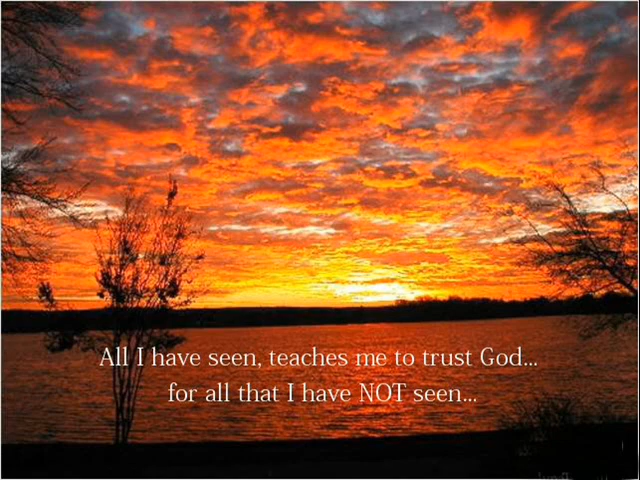 All I have seen, teaches me to trust God...
for all that I have NOT seen...